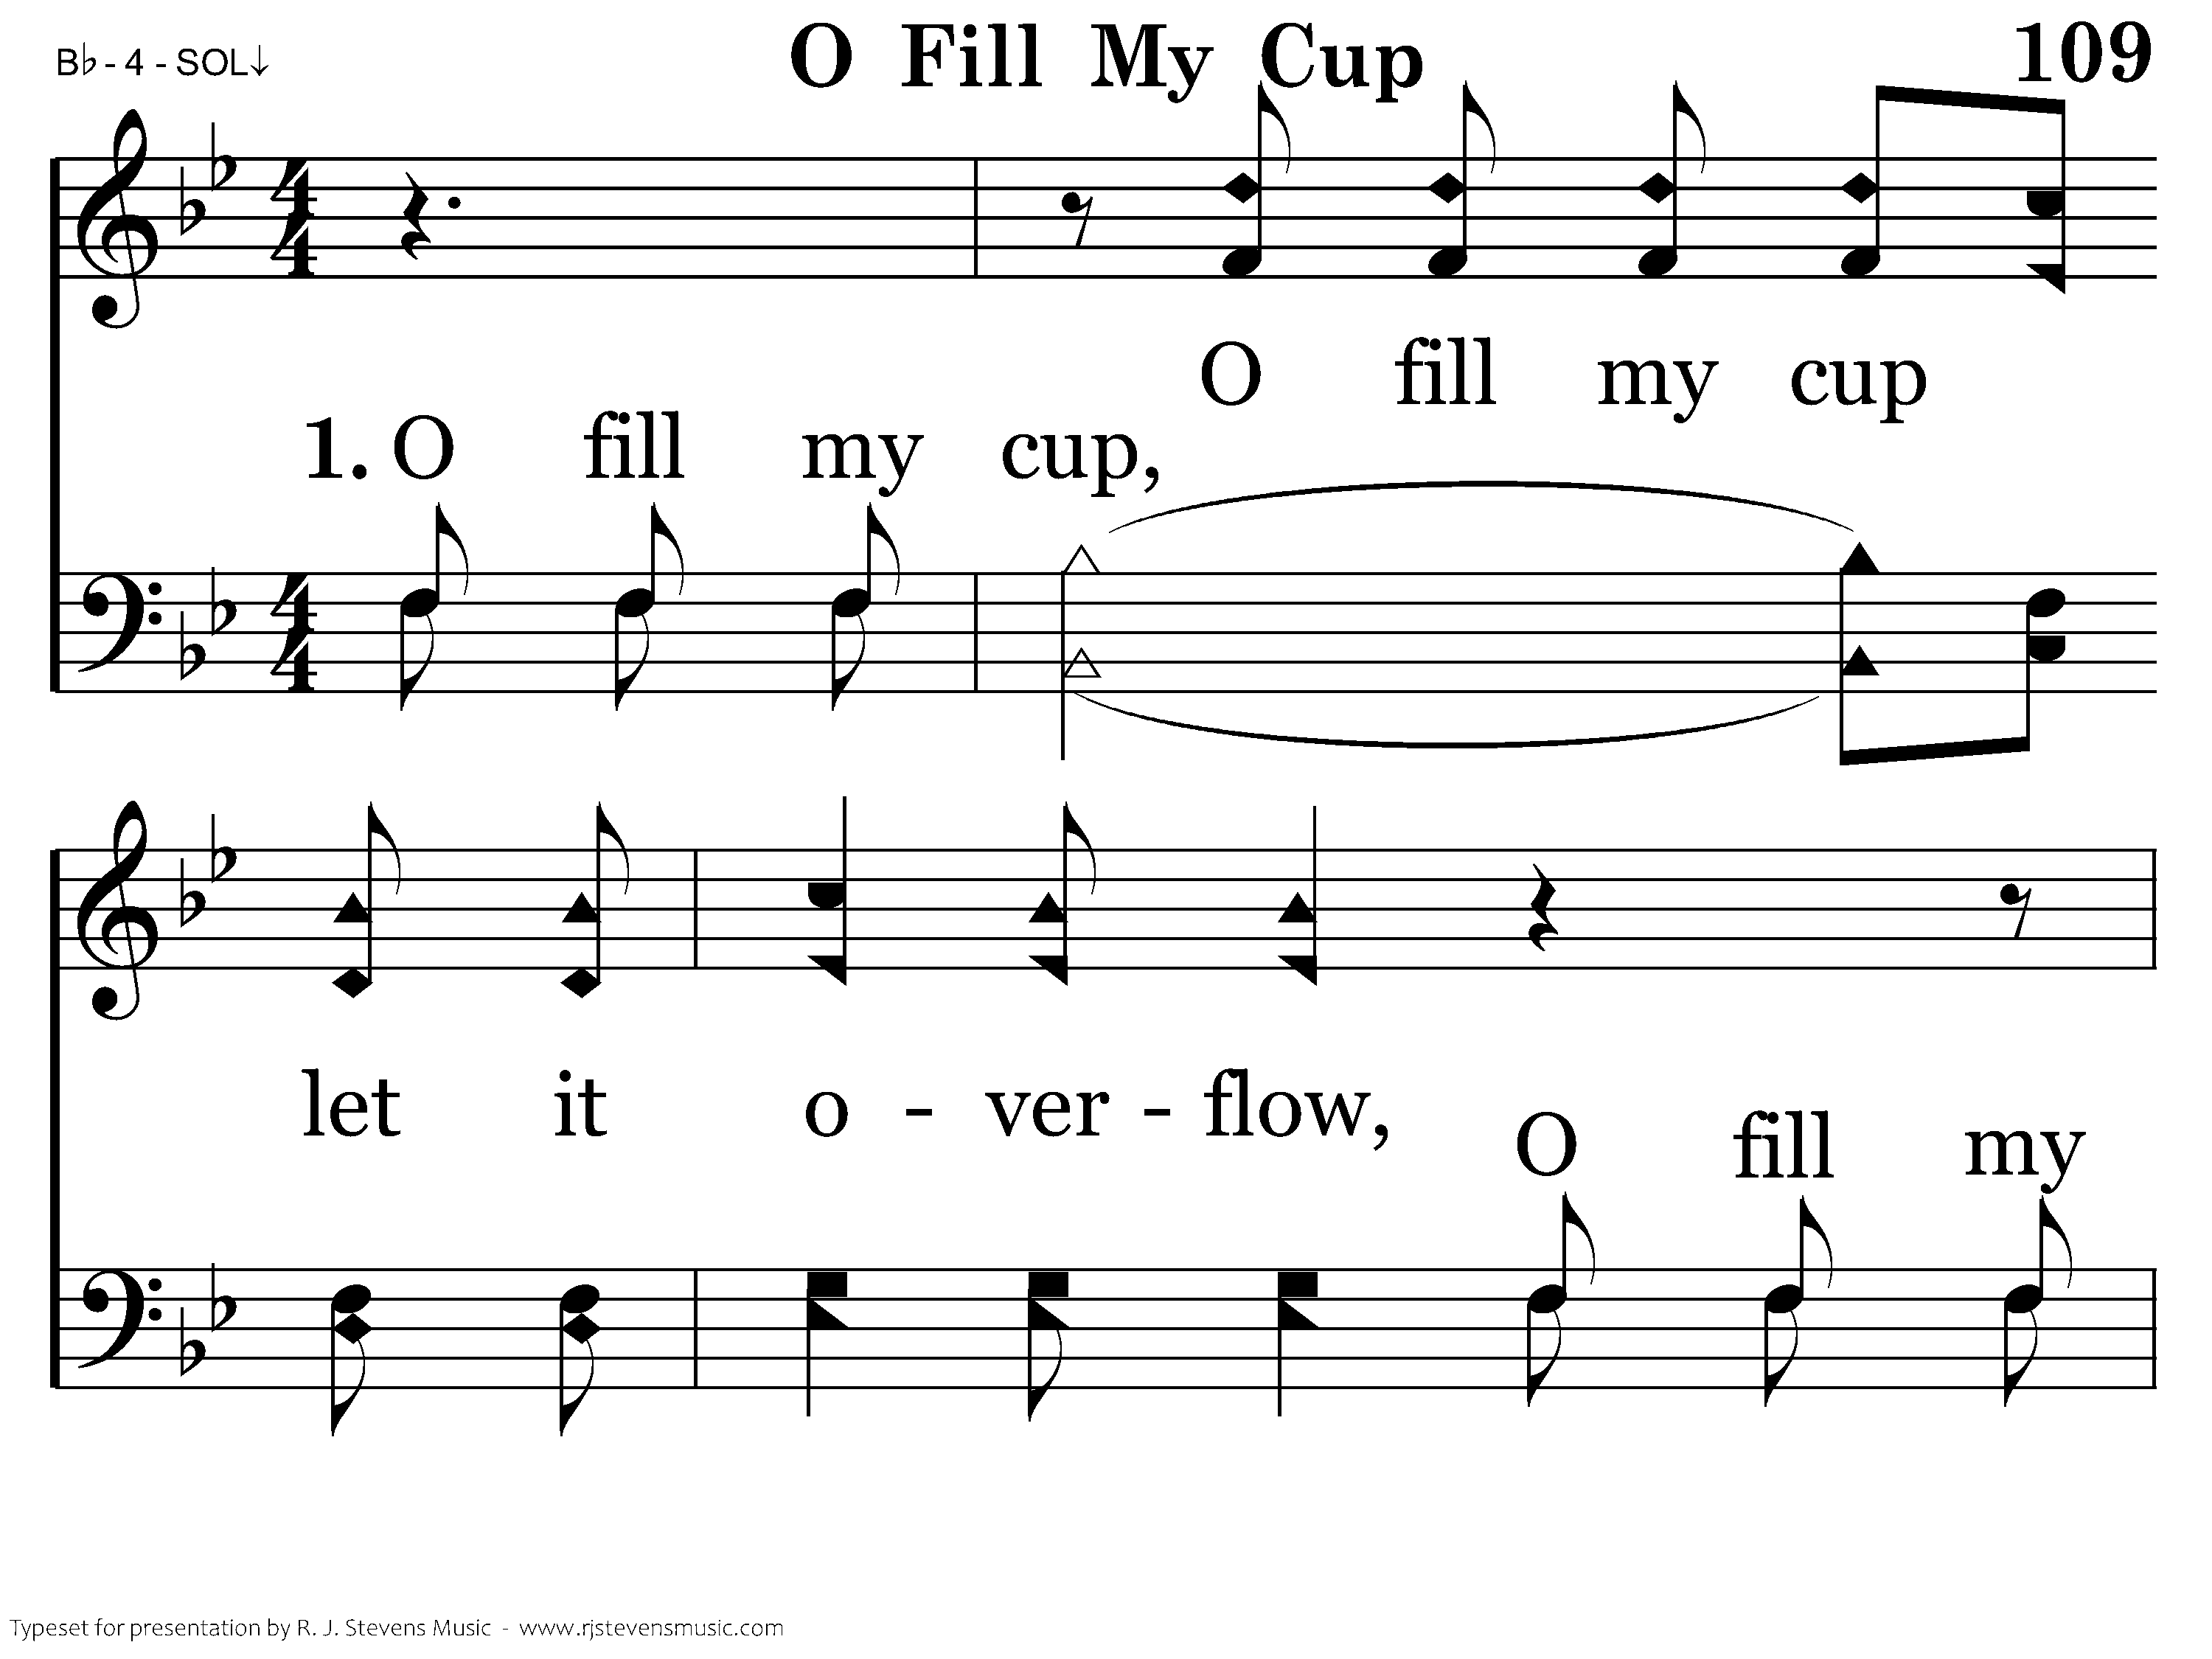 B♭ - 4 - SOL↓
O Fill My Cup
109
O fill my cup
1. O fill my cup,
let it o - ver - flow,
O fill my
Typeset for presentation by R. J. Stevens Music - www.rjstevensmusic.com